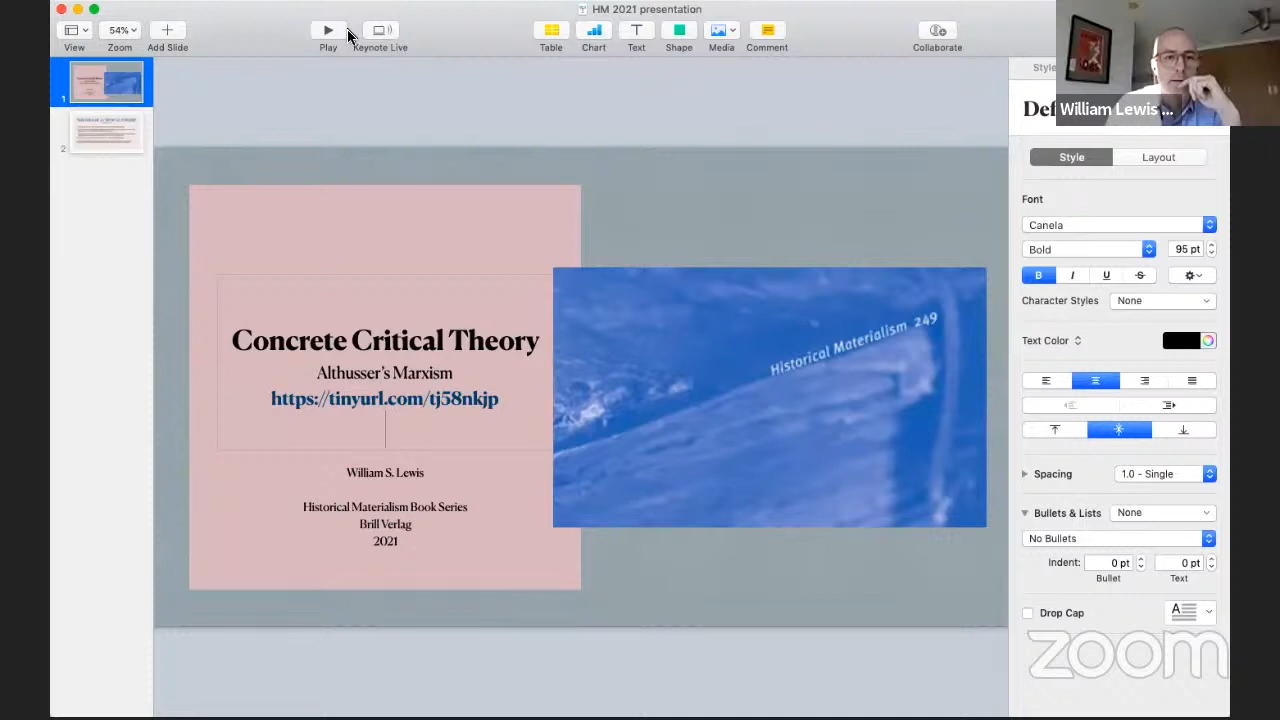 HM 2021 presentation
54%
View
Zoom
Add Slide
Play
Keynote Live
Table
Chart
Text
Shape
Media
Comment
Collaborate
1
2
Concrete Critical Theory
Althusser's Marxism
https://tinyurl.com/tj58nkjp
William S. Lewis
Historical Materialism Book Series
Brill Verlag
2021
Historical Materialism 249
William Lewis ...
Style
Layout
Font
Canela
Bold
95 pt
B I U S
Character Styles
None
Text Color
Spacing
1.0 - Single
Bullets & Lists
None
No Bullets
Indent:
0 pt
0 pt
Bullet
Text
Drop Cap
A
zoom